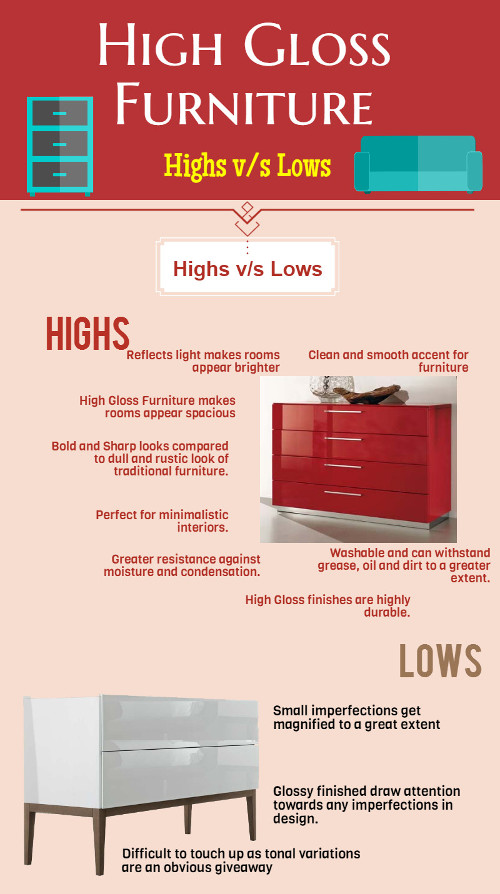 High Gloss
Furniture
Highs v/s Lows
Highs v/s Lows
HIGHS
Reflects light makes rooms
appear brighter
Clean and smooth accent for
furniture
High Gloss Furniture makes
rooms appear spacious
Bold and Sharp looks compared
to dull and rustic look of
traditional furniture.
Perfect for minimalistic
interiors.
Greater resistance against
moisture and condensation.
Washable and can withstand
grease, oil and dirt to a greater
extent.
High Gloss finishes are highly
durable.
LOWS
Small imperfections get
magnified to a great extent
Glossy finished draw attention
towards any imperfections in
design.
Difficult to touch up as tonal variations
are an obvious giveaway